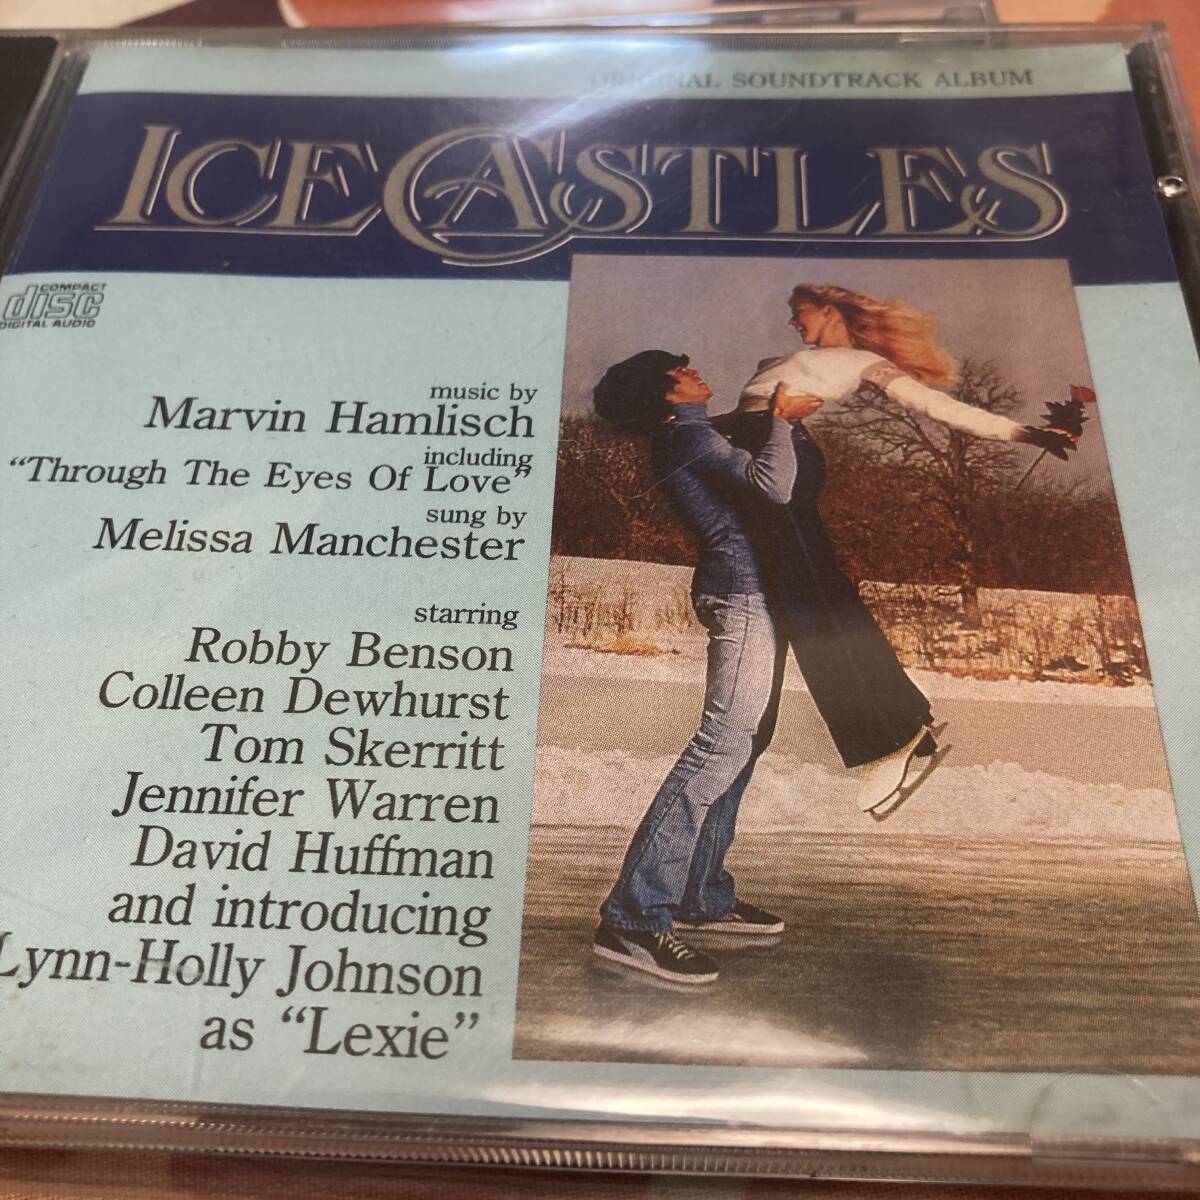 ORIGINAL SOUNDTRACK ALBUM
ICE CASTLES
COMPACT
disc
DIGITAL AUDIO
music by
Marvin Hamlisch
including
“Through The Eyes Of Love”
sung by
Melissa Manchester
starring
Robby Benson
Colleen Dewhurst
Tom Skerritt
Jennifer Warren
David Huffman
and introducing
Lynn-Holly Johnson
as “Lexie”